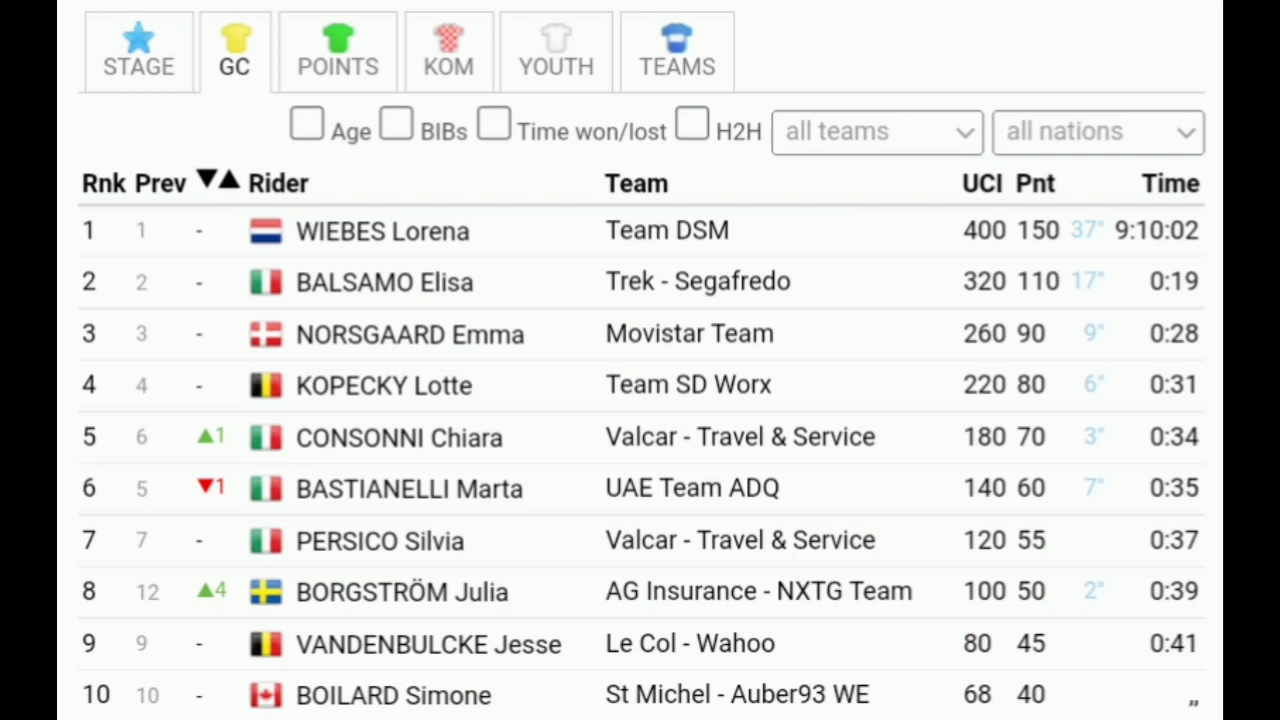 STAGE GC POINTS KOM YOUTH TEAMS
Age BIBs Time won/lost H2H all teams all nations
Rnk Prev ▼▲ Rider Team UCI Pnt Time
1 1 - WIEBES Lorena Team DSM 400 150 37" 9:10:02
2 2 - BALSAMO Elisa Trek - Segafredo 320 110 17" 0:19
3 3 - NORSGAARD Emma Movistar Team 260 90 9" 0:28
4 4 - KOPECKY Lotte Team SD Worx 220 80 6" 0:31
5 6 ▲1 CONSONNI Chiara Valcar - Travel & Service 180 70 3" 0:34
6 5 ▼1 BASTIANELLI Marta UAE Team ADQ 140 60 7" 0:35
7 7 - PERSICO Silvia Valcar - Travel & Service 120 55 0:37
8 12 ▲4 BORGSTRÖM Julia AG Insurance - NXTG Team 100 50 2" 0:39
9 9 - VANDENBULCKE Jesse Le Col - Wahoo 80 45 0:41
10 10 - BOILARD Simone St Michel - Auber93 WE 68 40 ,,